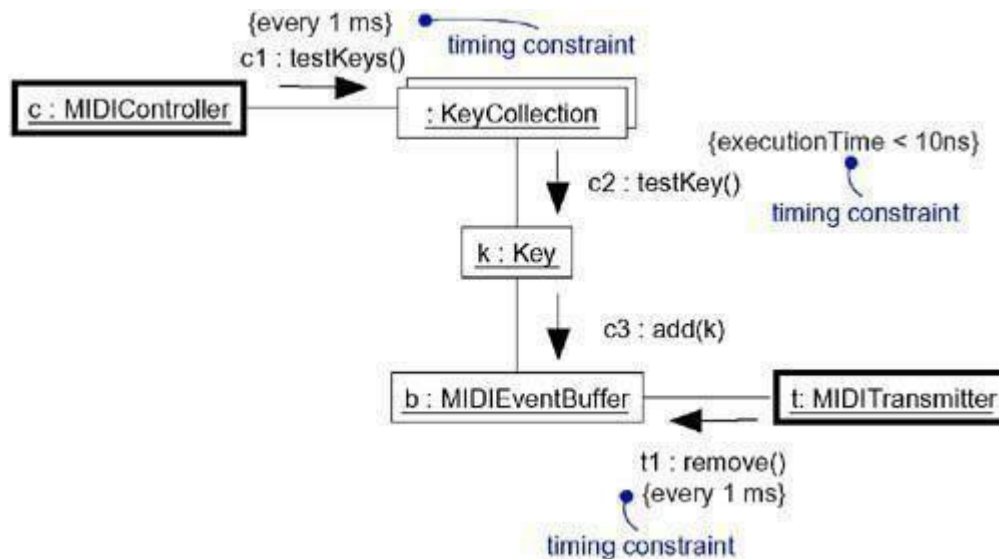 {every 1 ms}
timing constraint
c1 : testKeys()
c : MIDIController
: KeyCollection
{executionTime < 10ns}
c2 : testKey()
timing constraint
k : Key
c3 : add(k)
b : MIDIEventBuffer
t: MIDITransmitter
t1 : remove()
{every 1 ms}
timing constraint